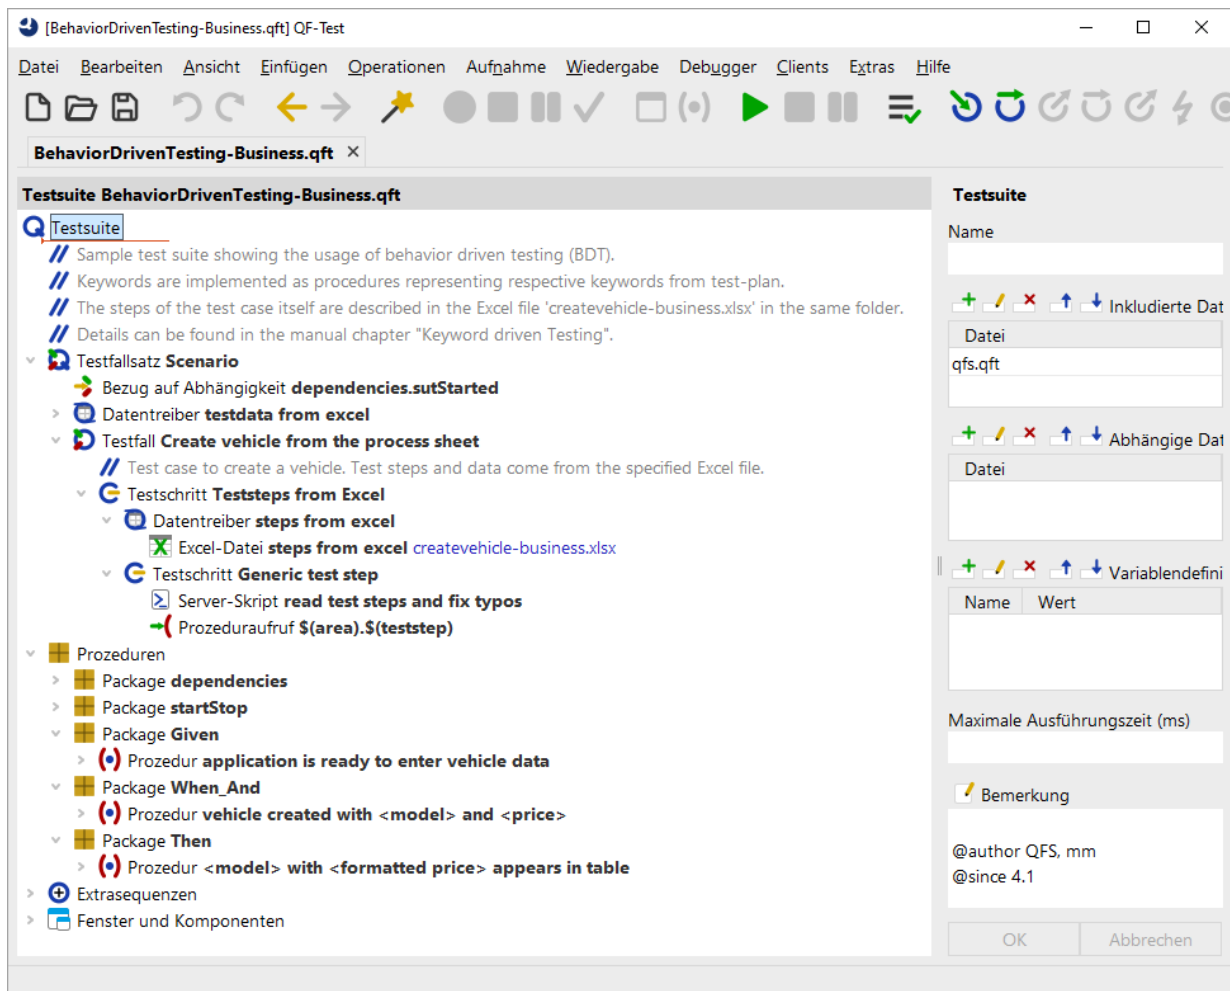 [BehaviorDrivenTesting-Business.qft] QF-Test
Datei Bearbeiten Ansicht Einfügen Operationen Aufnahme Wiedergabe Debugger Clients Extras Hilfe
BehaviorDrivenTesting-Business.qft
Testsuite BehaviorDrivenTesting-Business.qft
Testsuite
// Sample test suite showing the usage of behavior driven testing (BDT).
// Keywords are implemented as procedures representing respective keywords from test-plan.
// The steps of the test case itself are described in the Excel file 'createvehicle-business.xlsx' in the same folder.
// Details can be found in the manual chapter "Keyword driven Testing".
Testfallsatz Scenario
Bezug auf Abhängigkeit dependencies.sutStarted
Datentreiber testdata from excel
Testfall Create vehicle from the process sheet
// Test case to create a vehicle. Test steps and data come from the specified Excel file.
Testschritt Teststeps from Excel
Datentreiber steps from excel
Excel-Datei steps from excel createvehicle-business.xlsx
Testschritt Generic test step
Server-Skript read test steps and fix typos
Prozeduraufruf $(area).$(teststep)
Prozeduren
Package dependencies
Package startStop
Package Given
Prozedur application is ready to enter vehicle data
Package When_And
Prozedur vehicle created with <model> and <price>
Package Then
Prozedur <model> with <formatted price> appears in table
Extrasequenzen
Fenster und Komponenten
Testsuite
Name
Inkludierte Dat
Datei
qfs.qft
Abhängige Dat
Datei
Variablendefini
Name Wert
Maximale Ausführungszeit (ms)
Bemerkung
@author QFS, mm
@since 4.1
OK Abbrechen